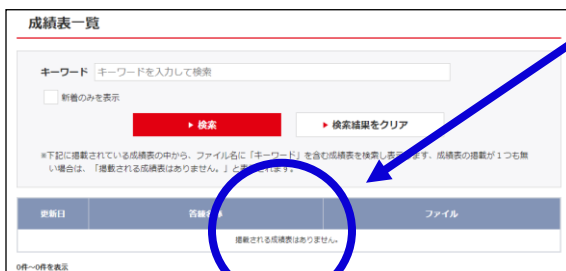 成績表一覧
キーワード キーワードを入力して検索
新着のみを表示
▶ 検索 ▶ 検索結果をクリア
※下記に掲載されている成績表の中から、ファイル名に「キーワード」を含む成績表を検索し表示します。成績表の掲載が1つも無
い場合は、「掲載される成績表はありません。」と表示されます。
更新日 ファイル
掲載される成績表はありません。
0件～0件を表示